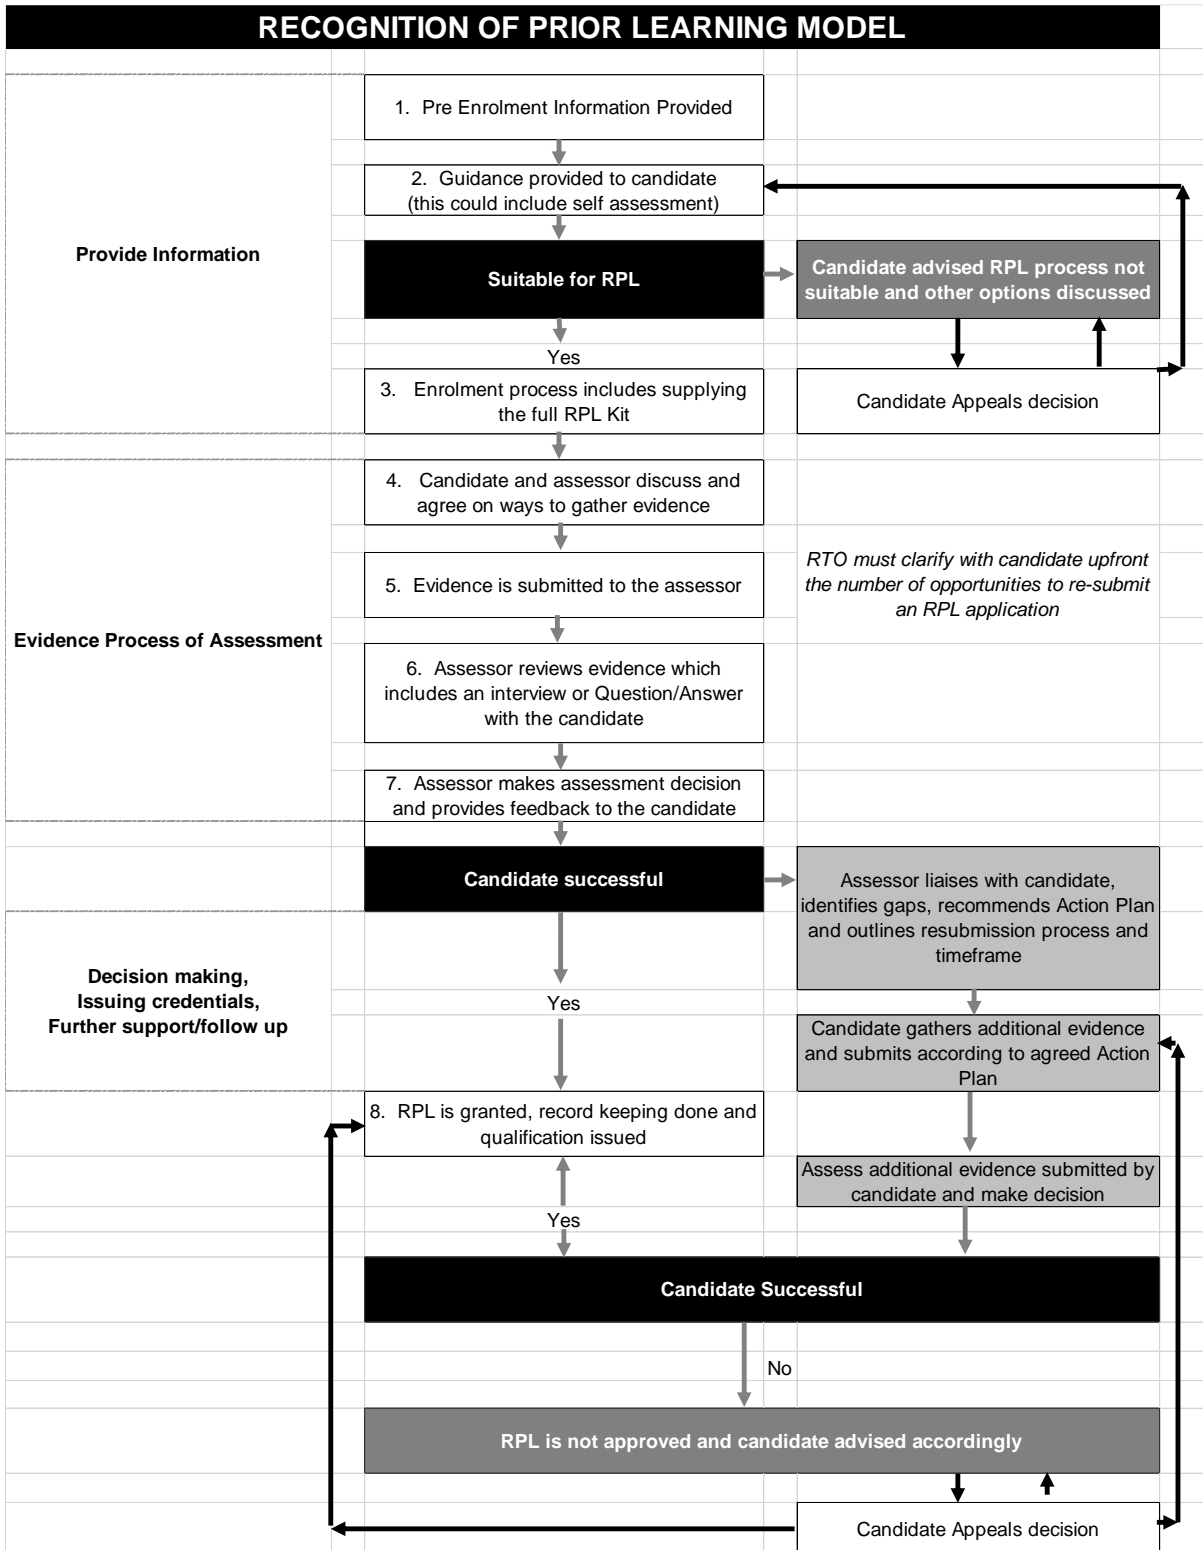 RECOGNITION OF PRIOR LEARNING MODEL
1. Pre Enrolment Information Provided
2. Guidance provided to candidate
(this could include self assessment)
Provide Information
Suitable for RPL
Candidate advised RPL process not
suitable and other options discussed
Yes
3. Enrolment process includes supplying
the full RPL Kit
Candidate Appeals decision
4. Candidate and assessor discuss and
agree on ways to gather evidence
5. Evidence is submitted to the assessor
RTO must clarify with candidate upfront
the number of opportunities to re-submit
an RPL application
Evidence Process of Assessment
6. Assessor reviews evidence which
includes an interview or Question/Answer
with the candidate
7. Assessor makes assessment decision
and provides feedback to the candidate
Candidate successful
Assessor liaises with candidate,
identifies gaps, recommends Action Plan
and outlines resubmission process and
timeframe
Decision making,
Issuing credentials,
Further support/follow up
Yes
Candidate gathers additional evidence
and submits according to agreed Action
Plan
8. RPL is granted, record keeping done and
qualification issued
Assess additional evidence submitted by
candidate and make decision
Yes
Candidate Successful
No
RPL is not approved and candidate advised accordingly
Candidate Appeals decision